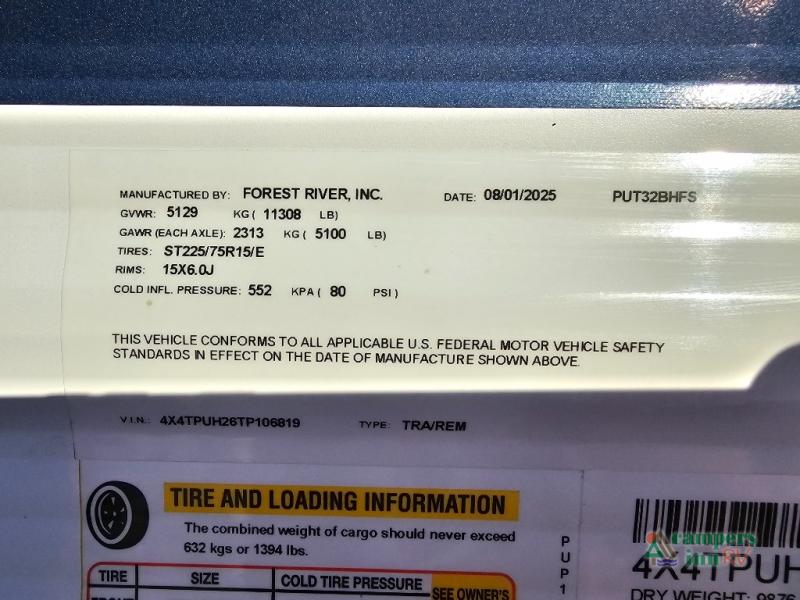 MANUFACTURED BY: FOREST RIVER, INC. DATE: 08/01/2025 PUT32BHFS
GVWR: 5129 KG ( 11308 LB)
GAWR (EACH AXLE): 2313 KG ( 5100 LB)
TIRES: ST225/75R15/E
RIMS: 15X6.0J
COLD INFL. PRESSURE: 552 KPA ( 80 PSI )
THIS VEHICLE CONFORMS TO ALL APPLICABLE U.S. FEDERAL MOTOR VEHICLE SAFETY
STANDARDS IN EFFECT ON THE DATE OF MANUFACTURE SHOWN ABOVE.
V.I.N.: 4X4TPUH26TP106819 TYPE: TRA/REM
TIRE AND LOADING INFORMATION
The combined weight of cargo should never exceed
632 kgs or 1394 lbs.
TIRE SIZE COLD TIRE PRESSURE SEE OWNER'S
PUP1
campers
inn RV
4X4TPUH
DRY WEIGHT: 9876